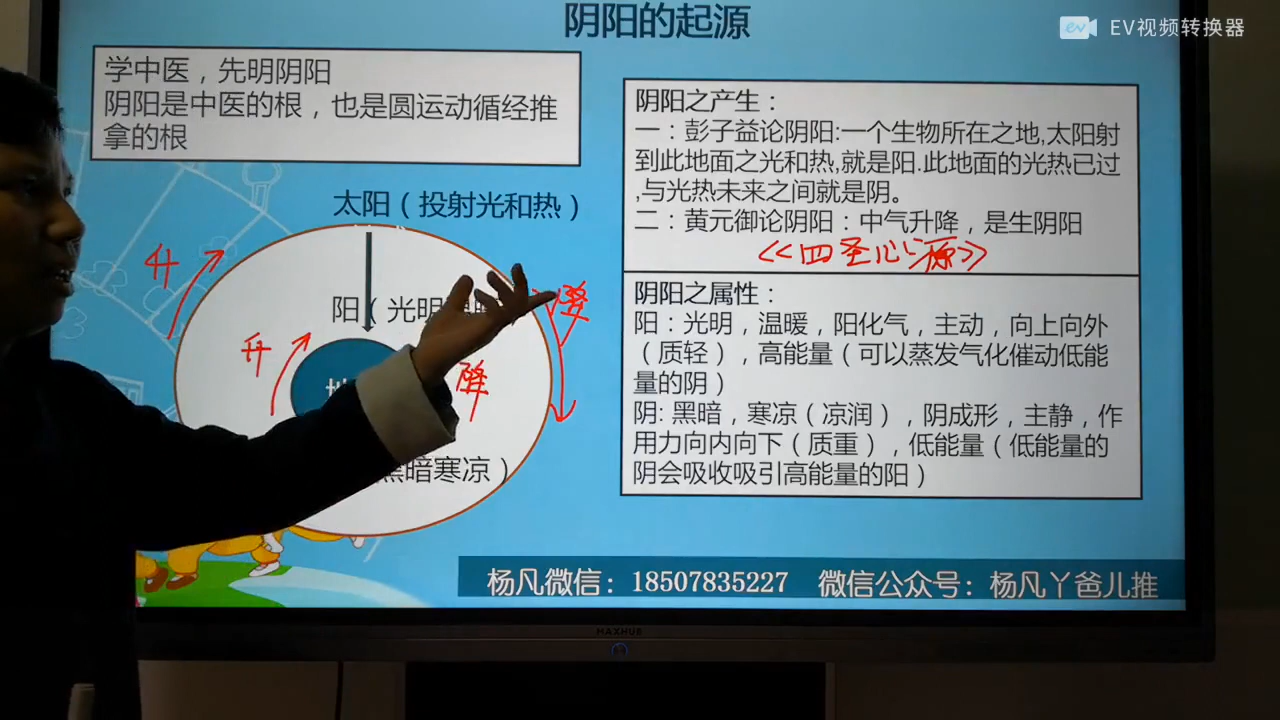 阴阳的起源
EV视频转换器
学中医，先明阴阳
阴阳是中医的根，也是圆运动循经推
拿的根
太阳（投射光和热）
升
阳（光明
降
升
降
黑暗寒凉）
阴阳之产生：
一：彭子益论阴阳:一个生物所在之地,太阳射
到此地面之光和热,就是阳.此地面的光热已过
,与光热未来之间就是阴。
二：黄元御论阴阳：中气升降，是生阴阳
《四圣心源》
阴阳之属性：
阳：光明，温暖，阳化气，主动，向上向外
（质轻），高能量（可以蒸发气化催动低能
量的阴）
阴: 黑暗，寒凉（凉润），阴成形，主静，作
用力向内向下（质重），低能量（低能量的
阴会吸收吸引高能量的阳）
杨凡微信：18507835227 微信公众号：杨凡丫爸儿推
MAXHUB